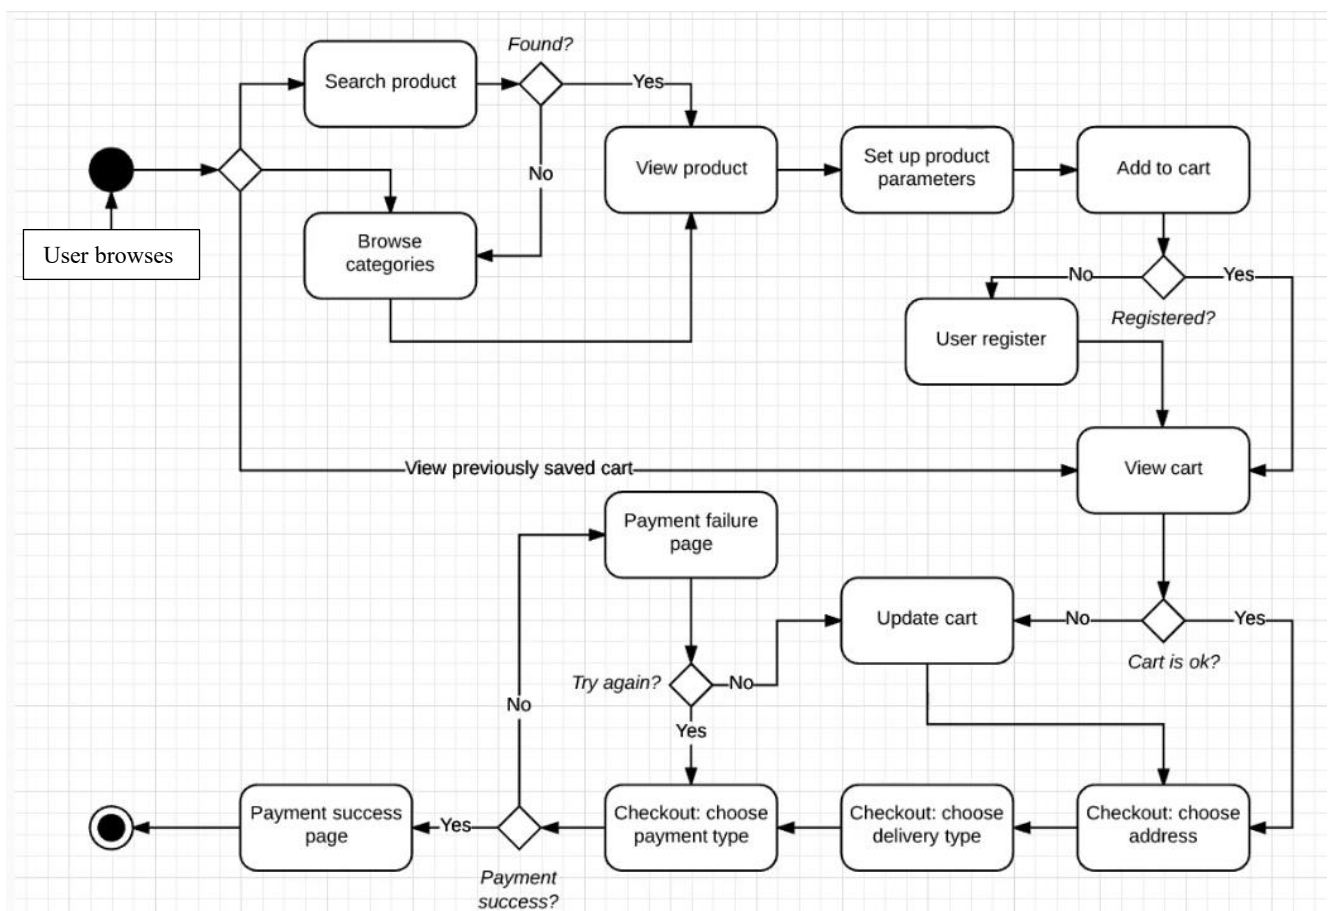 Found?
Search product
Yes
View product
Set up product
parameters
Add to cart
No
User browses
Browse
categories
No
Yes
Registered?
User register
View previously saved cart
View cart
Payment failure
page
Update cart
No
Yes
Cart is ok?
Try again?
No
No
Yes
Payment success
page
Yes
Checkout: choose
payment type
Checkout: choose
delivery type
Checkout: choose
address
Payment
success?